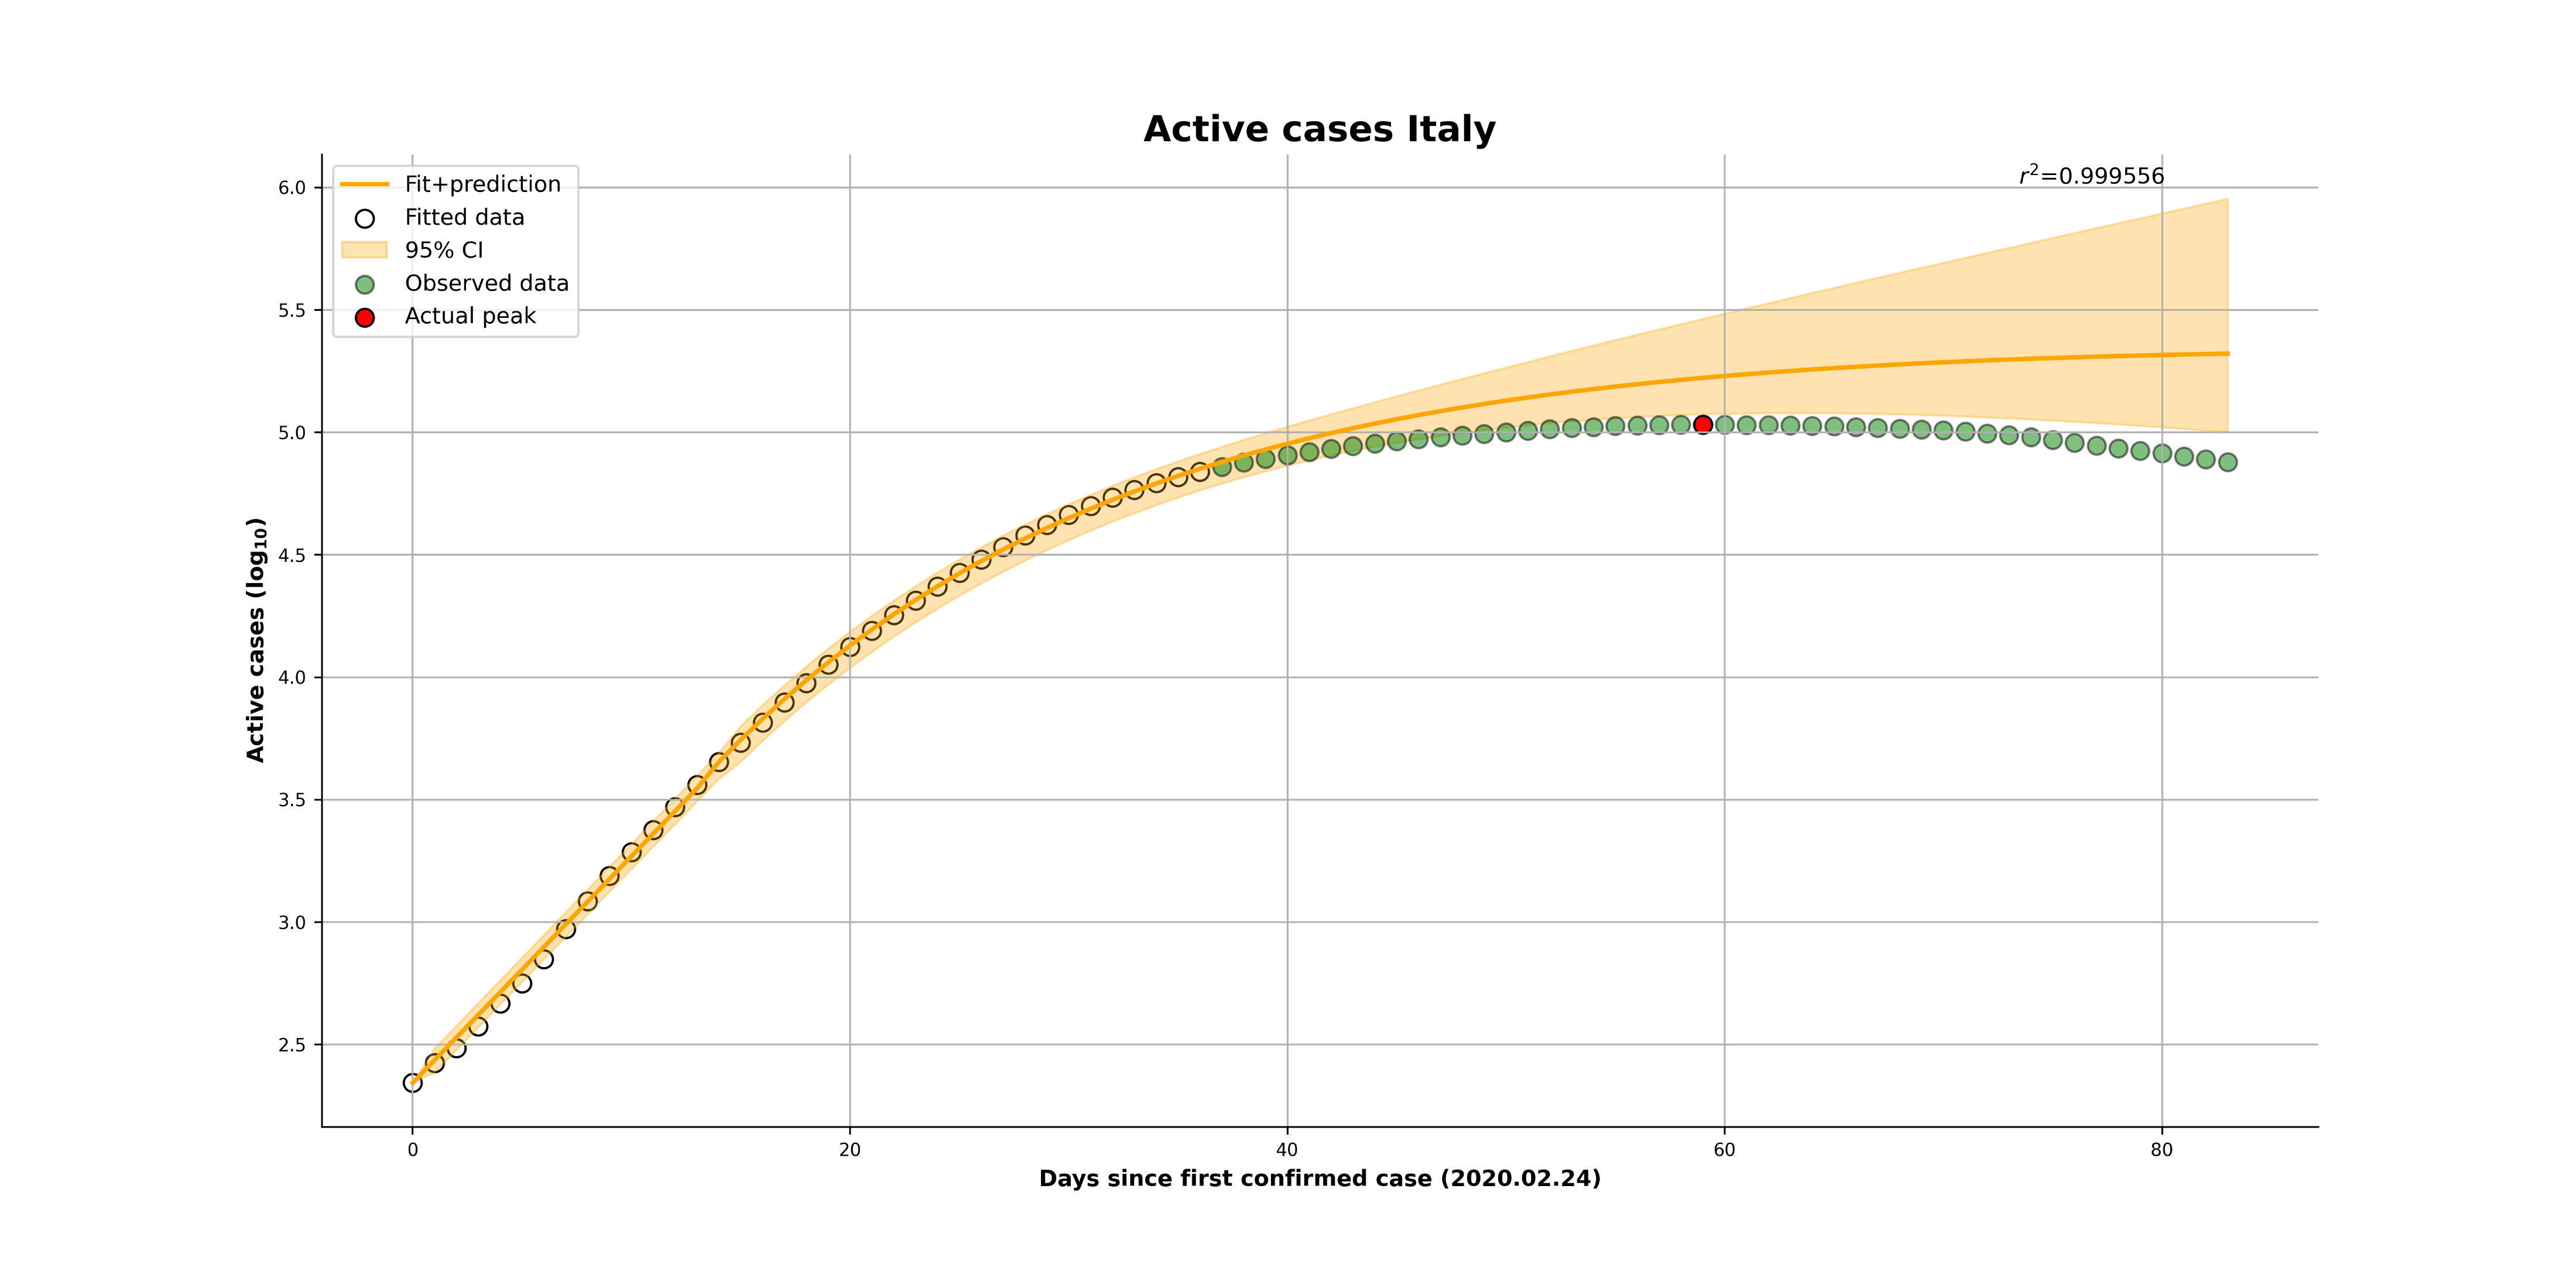 Active cases Italy
r²=0.999556
Fit+prediction
Fitted data
95% CI
Observed data
Actual peak
6.0
5.5
5.0
4.5
4.0
3.5
3.0
2.5
Active cases (log₁₀)
0 20 40 60 80
Days since first confirmed case (2020.02.24)